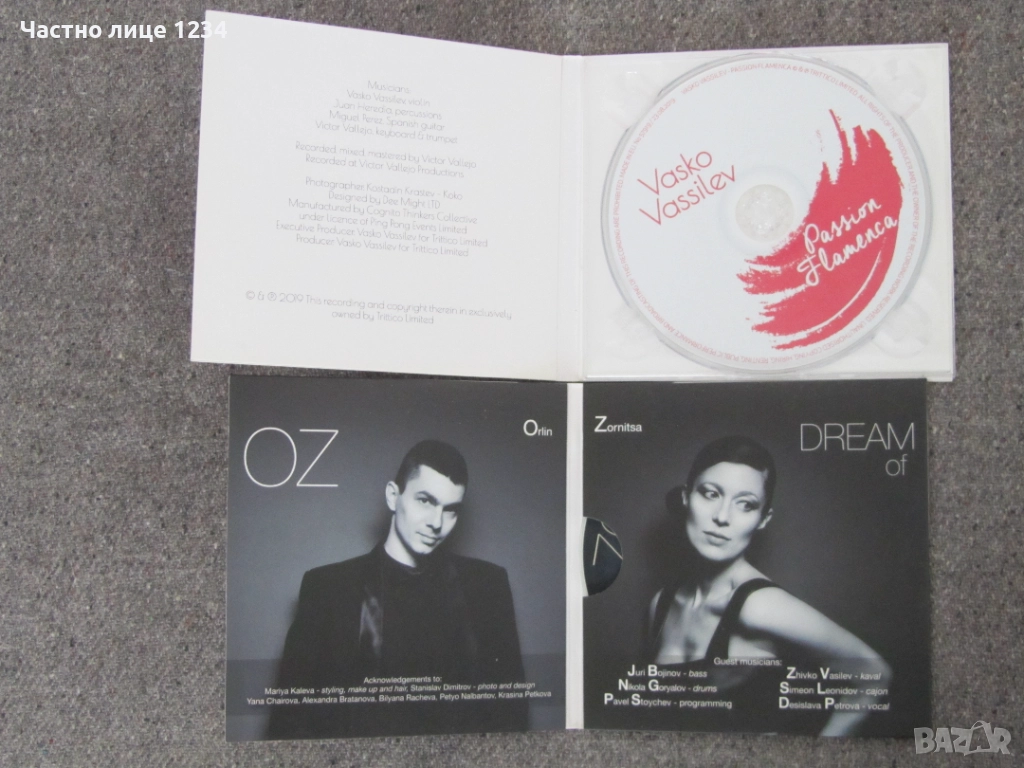 Частно лице 1234
Musicians
Vasko Vassilev violin
Juan Heredia percussions
Miguel Perez, Spanish guitar
Victor Vallejo keyboard & trumpet
Recorded, mixed, mastered by Victor Vallejo
Recorded at Victor Vallejo Productions
Photographer Kostadin Krastev - Koko
Designed by Dee Might (TJ)
Manufactured by Cognito Thinkers Collective
under Licence of Ping Pong Events Limited
Executive Producer Vasko Vassilev for Trittico Limited
Producer Vasko Vassilev for Trittico Limited
© & ℗ 2019 This recording and copyright therein in exclusively
owned by Trittico Limited
Vasko
Vassilev
Passion
Flamenca
OZ
Orlin
Acknowledgements to:
Mariya Kaleva - styling, make up and hair, Stanislav Dimitrov - photo and design
Yana Chairova, Alexandra Bratanova, Bilyana Racheva, Petyo Nalbantov, Krasina Petkova
Zornitsa
DREAM
of
Guest musicians:
Juri Bojinov - bass
Nikola Goryalov - drums
Pavel Stoychev - programming
Zhivko Vasilev - kaval
Simeon Leonidov - cajon
Desislava Petrova - vocal
BAZAR